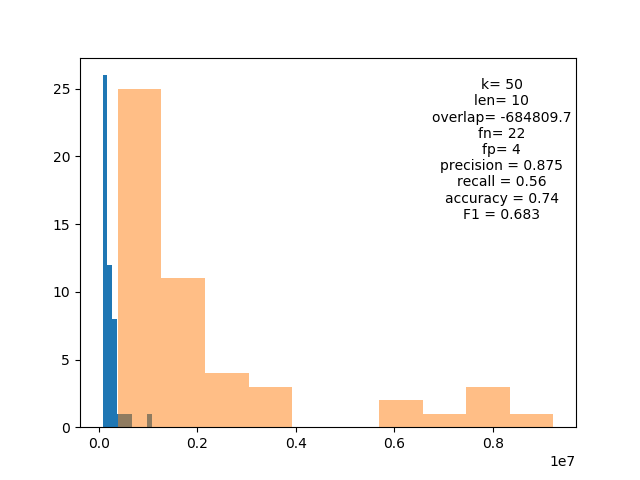 k= 50
len= 10
overlap= -684809.7
fn= 22
fp= 4
precision = 0.875
recall = 0.56
accuracy = 0.74
F1 = 0.683
25
20
15
10
5
0
0.0 0.2 0.4 0.6 0.8
1e7